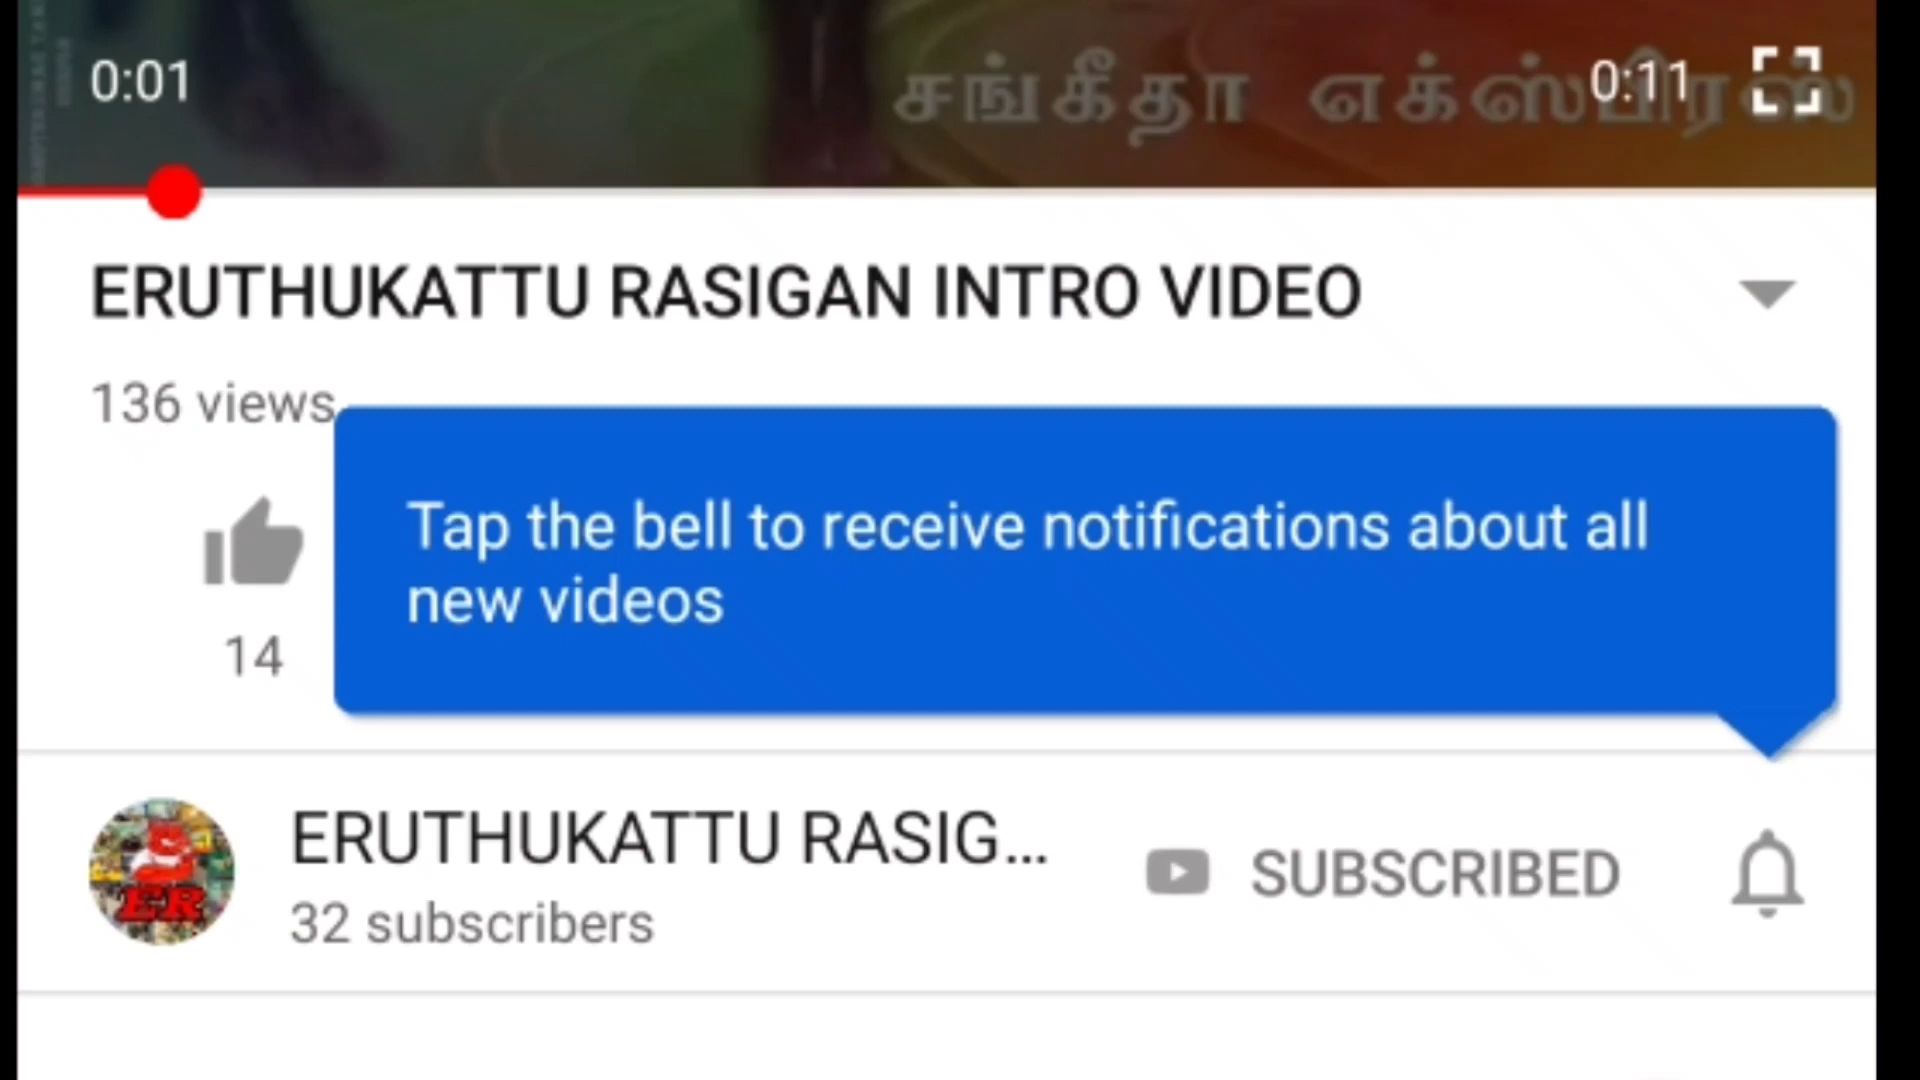 0:01
சங்கீதா எக்ஸ்பிரஸ்
0:11
ERUTHUKATTU RASIGAN INTRO VIDEO
136 views
Tap the bell to receive notifications about all
new videos
14
ERUTHUKATTU RASIG...
SUBSCRIBED
32 subscribers
ER